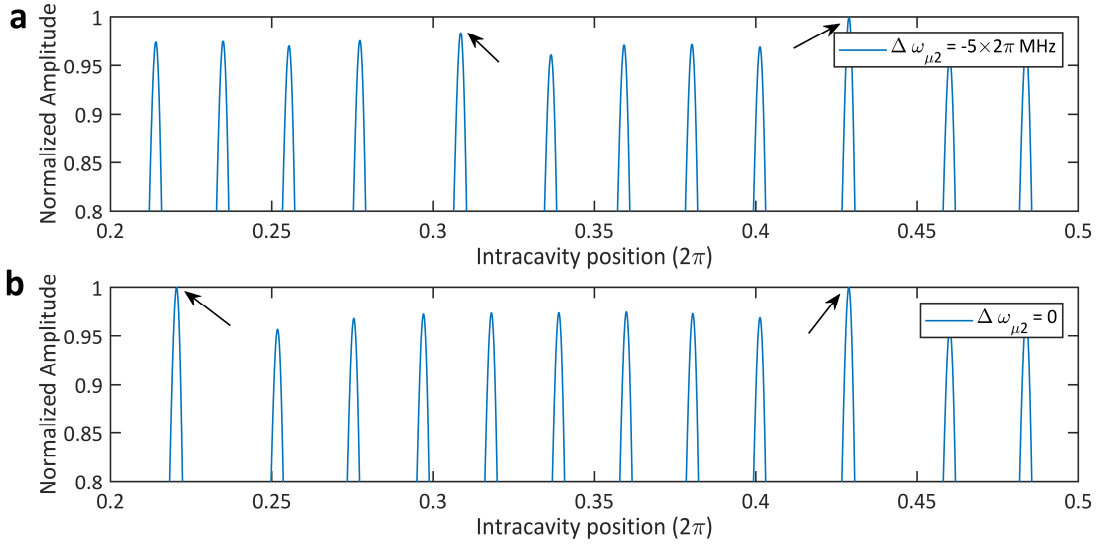 a
Normalized Amplitude
1
0.95
0.9
0.85
0.8
Δ ω μ2 = -5×2π MHz
0.2 0.25 0.3 0.35 0.4 0.45 0.5
Intracavity position (2π)
b
Normalized Amplitude
1
0.95
0.9
0.85
0.8
Δ ω μ2 = 0
0.2 0.25 0.3 0.35 0.4 0.45 0.5
Intracavity position (2π)